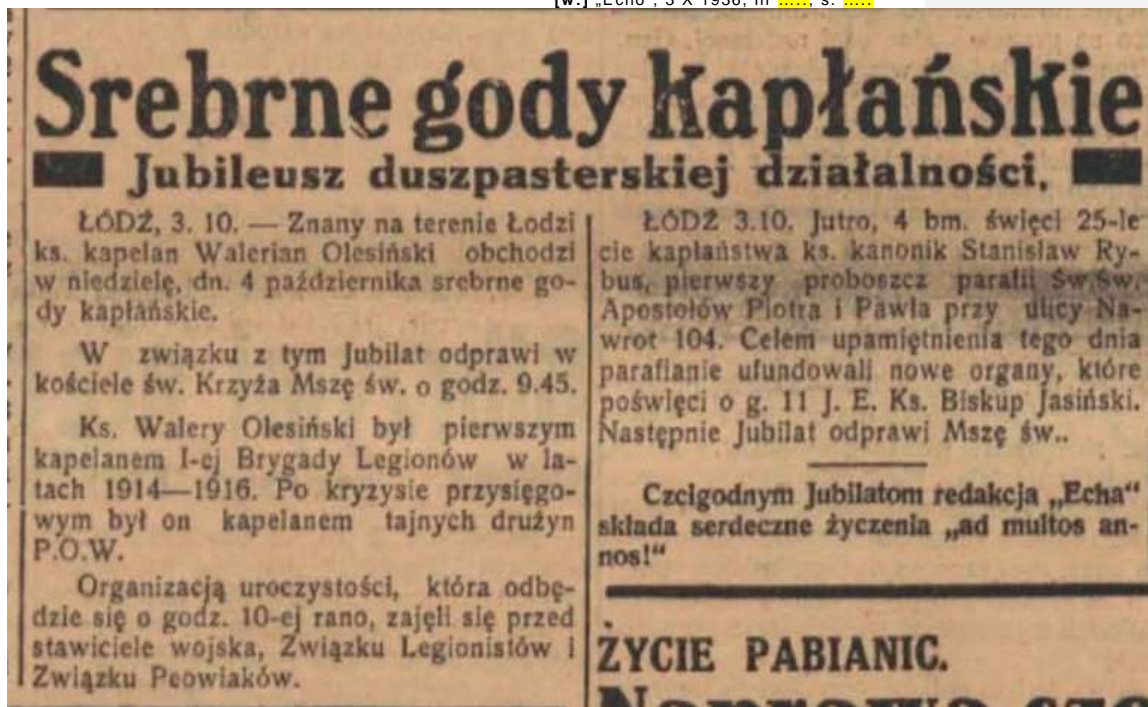 [w:] „Echo", 3 X 1936, nr ....., s. .....
Srebrne gody kapłańskie
Jubileusz duszpasterskiej działalności.
ŁÓDŹ, 3. 10. — Znany na terenie Łodzi
ks. kapelan Walerian Olesiński obchodzi
w niedzielę, dn. 4 października srebrne go-
dy kapłańskie.
W związku z tym Jubilat odprawi w
kościele św. Krzyża Mszę św. o godz. 9.45.
Ks. Walery Olesiński był pierwszym
kapelanem I-ej Brygady Legionów w la-
tach 1914—1916. Po kryzysie przysięgo-
wym był on kapelanem tajnych drużyn
P.O.W.
Organizacją uroczystości, która odbę-
dzie się o godz. 10-ej rano, zajęli się przed
stawiciele wojska, Związku Legionistów i
Związku Peowiaków.
ŁÓDŹ 3.10. Jutro, 4 bm. święci 25-le
cie kapłaństwa ks. kanonik Stanisław Ry-
bus, pierwszy proboszcz parafii Św.św.
Apostołów Piotra i Pawła przy ulicy Na-
wrot 104. Celem upamiętnienia tego dnia
parafianie ufundowali nowe organy, które
poświęci o g. 11 J. E. Ks. Biskup Jasiński.
Następnie Jubilat odprawi Mszę św..
Czcigodnym Jubilatom redakcja „Echa"
składa serdeczne życzenia „ad multos an-
nos!"
ŻYCIE PABIANIC.